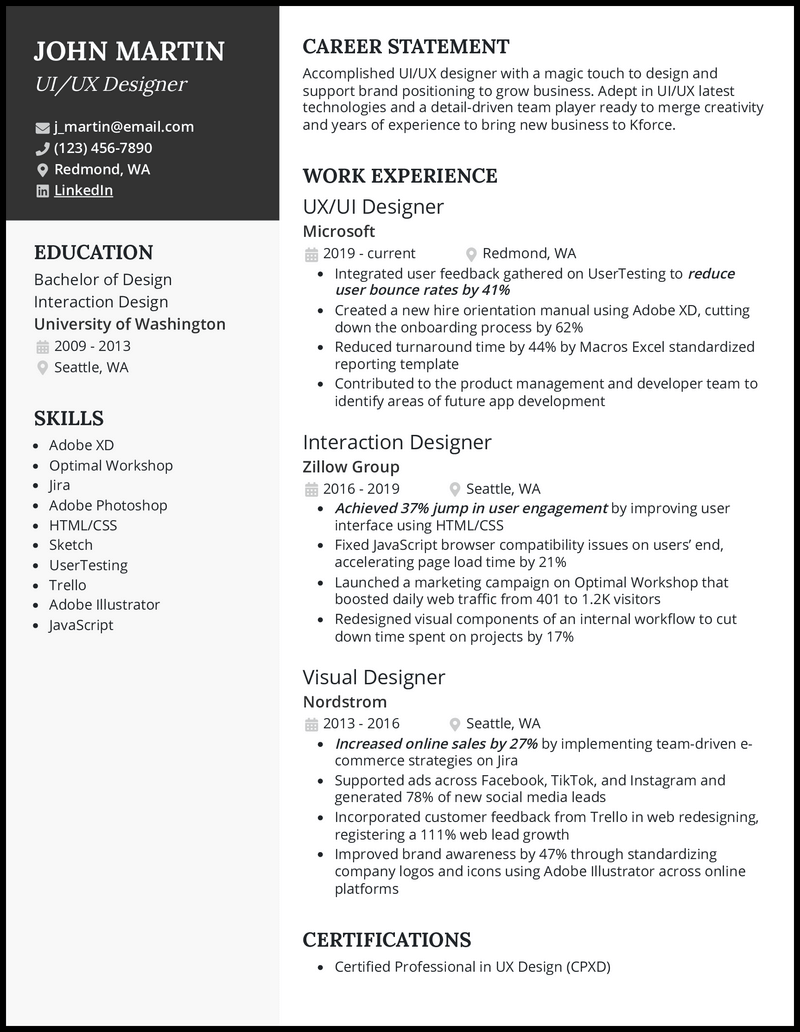 JOHN MARTIN
UI/UX Designer
j_martin@email.com
(123) 456-7890
Redmond, WA
LinkedIn
EDUCATION
Bachelor of Design
Interaction Design
University of Washington
2009 - 2013
Seattle, WA
SKILLS
• Adobe XD
• Optimal Workshop
• Jira
• Adobe Photoshop
• HTML/CSS
• Sketch
• UserTesting
• Trello
• Adobe Illustrator
• JavaScript
CAREER STATEMENT
Accomplished UI/UX designer with a magic touch to design and
support brand positioning to grow business. Adept in UI/UX latest
technologies and a detail-driven team player ready to merge creativity
and years of experience to bring new business to Kforce.
WORK EXPERIENCE
UX/UI Designer
Microsoft
2019 - current Redmond, WA
• Integrated user feedback gathered on UserTesting to reduce
user bounce rates by 41%
• Created a new hire orientation manual using Adobe XD, cutting
down the onboarding process by 62%
• Reduced turnaround time by 44% by Macros Excel standardized
reporting template
• Contributed to the product management and developer team to
identify areas of future app development
Interaction Designer
Zillow Group
2016 - 2019 Seattle, WA
• Achieved 37% jump in user engagement by improving user
interface using HTML/CSS
• Fixed JavaScript browser compatibility issues on users’ end,
accelerating page load time by 21%
• Launched a marketing campaign on Optimal Workshop that
boosted daily web traffic from 401 to 1.2K visitors
• Redesigned visual components of an internal workflow to cut
down time spent on projects by 17%
Visual Designer
Nordstrom
2013 - 2016 Seattle, WA
• Increased online sales by 27% by implementing team-driven e-
commerce strategies on Jira
• Supported ads across Facebook, TikTok, and Instagram and
generated 78% of new social media leads
• Incorporated customer feedback from Trello in web redesigning,
registering a 111% web lead growth
• Improved brand awareness by 47% through standardizing
company logos and icons using Adobe Illustrator across online
platforms
CERTIFICATIONS
• Certified Professional in UX Design (CPXD)